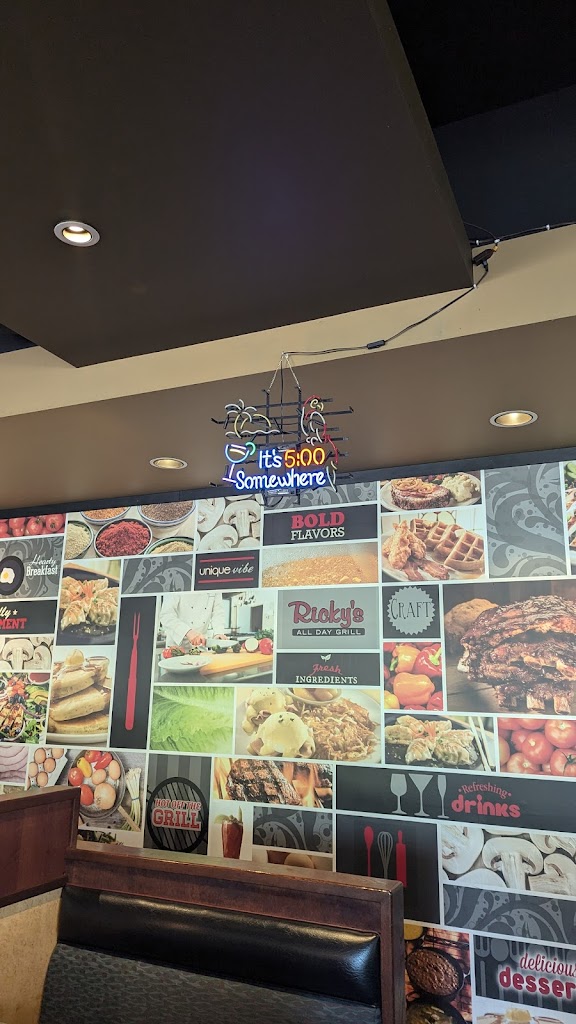 It's 5:00
Somewhere
BOLD
FLAVORS
Hearty
Breakfast
unique vibe
Ricky's
ALL DAY GRILL
CRAFT
MENT
Fresh
INGREDIENTS
Refreshing
drinks
HOT OFF THE
GRILL
delicious
desser